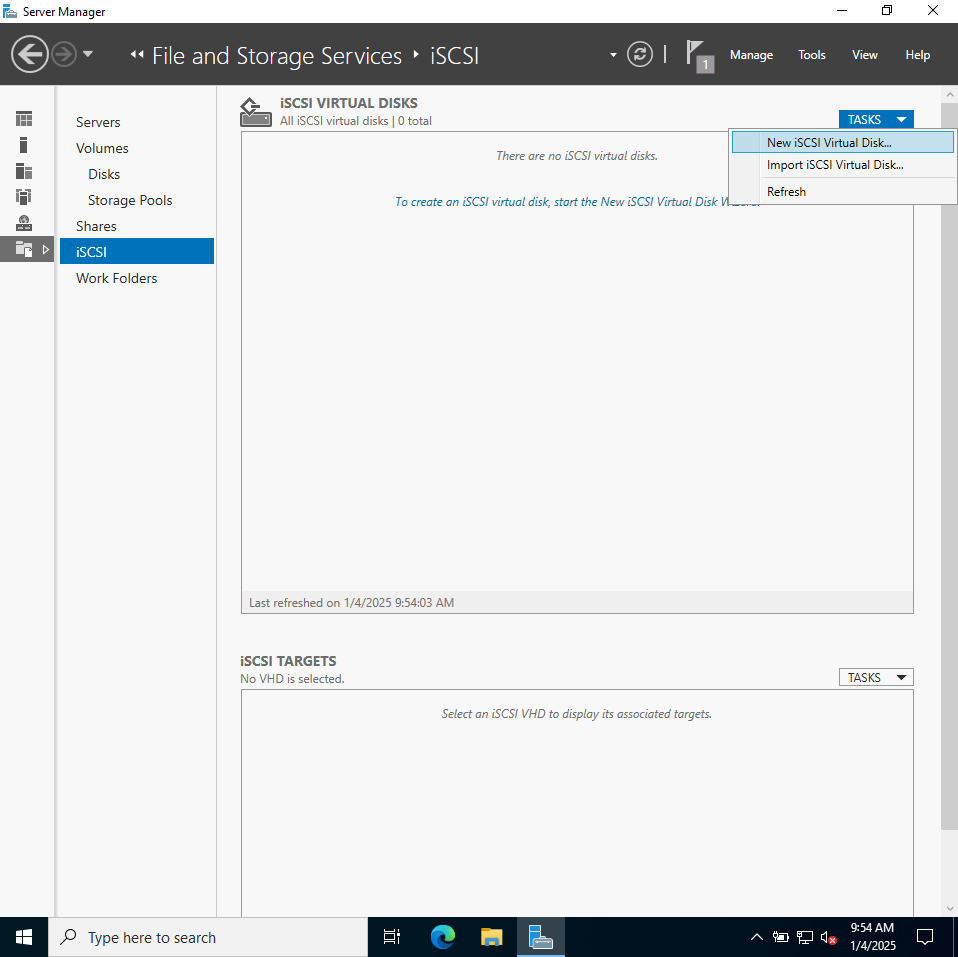 Server Manager
File and Storage Services
iSCSI
1
Manage
Tools
View
Help
Servers
Volumes
Disks
Storage Pools
Shares
iSCSI
Work Folders
iSCSI VIRTUAL DISKS
All iSCSI virtual disks | 0 total
TASKS
New iSCSI Virtual Disk...
Import iSCSI Virtual Disk...
Refresh
There are no iSCSI virtual disks.
To create an iSCSI virtual disk, start the New iSCSI Virtual Disk Wizard.
Last refreshed on 1/4/2025 9:54:03 AM
iSCSI TARGETS
No VHD is selected.
TASKS
Select an iSCSI VHD to display its associated targets.
Type here to search
9:54 AM
1/4/2025